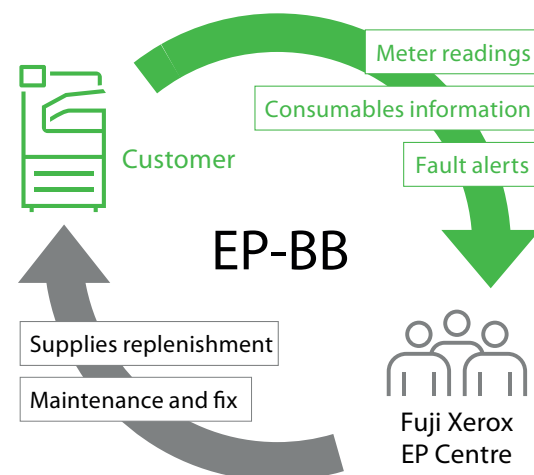 Meter readings
Consumables information
Customer
Fault alerts
EP-BB
Supplies replenishment
Maintenance and fix
Fuji Xerox
EP Centre